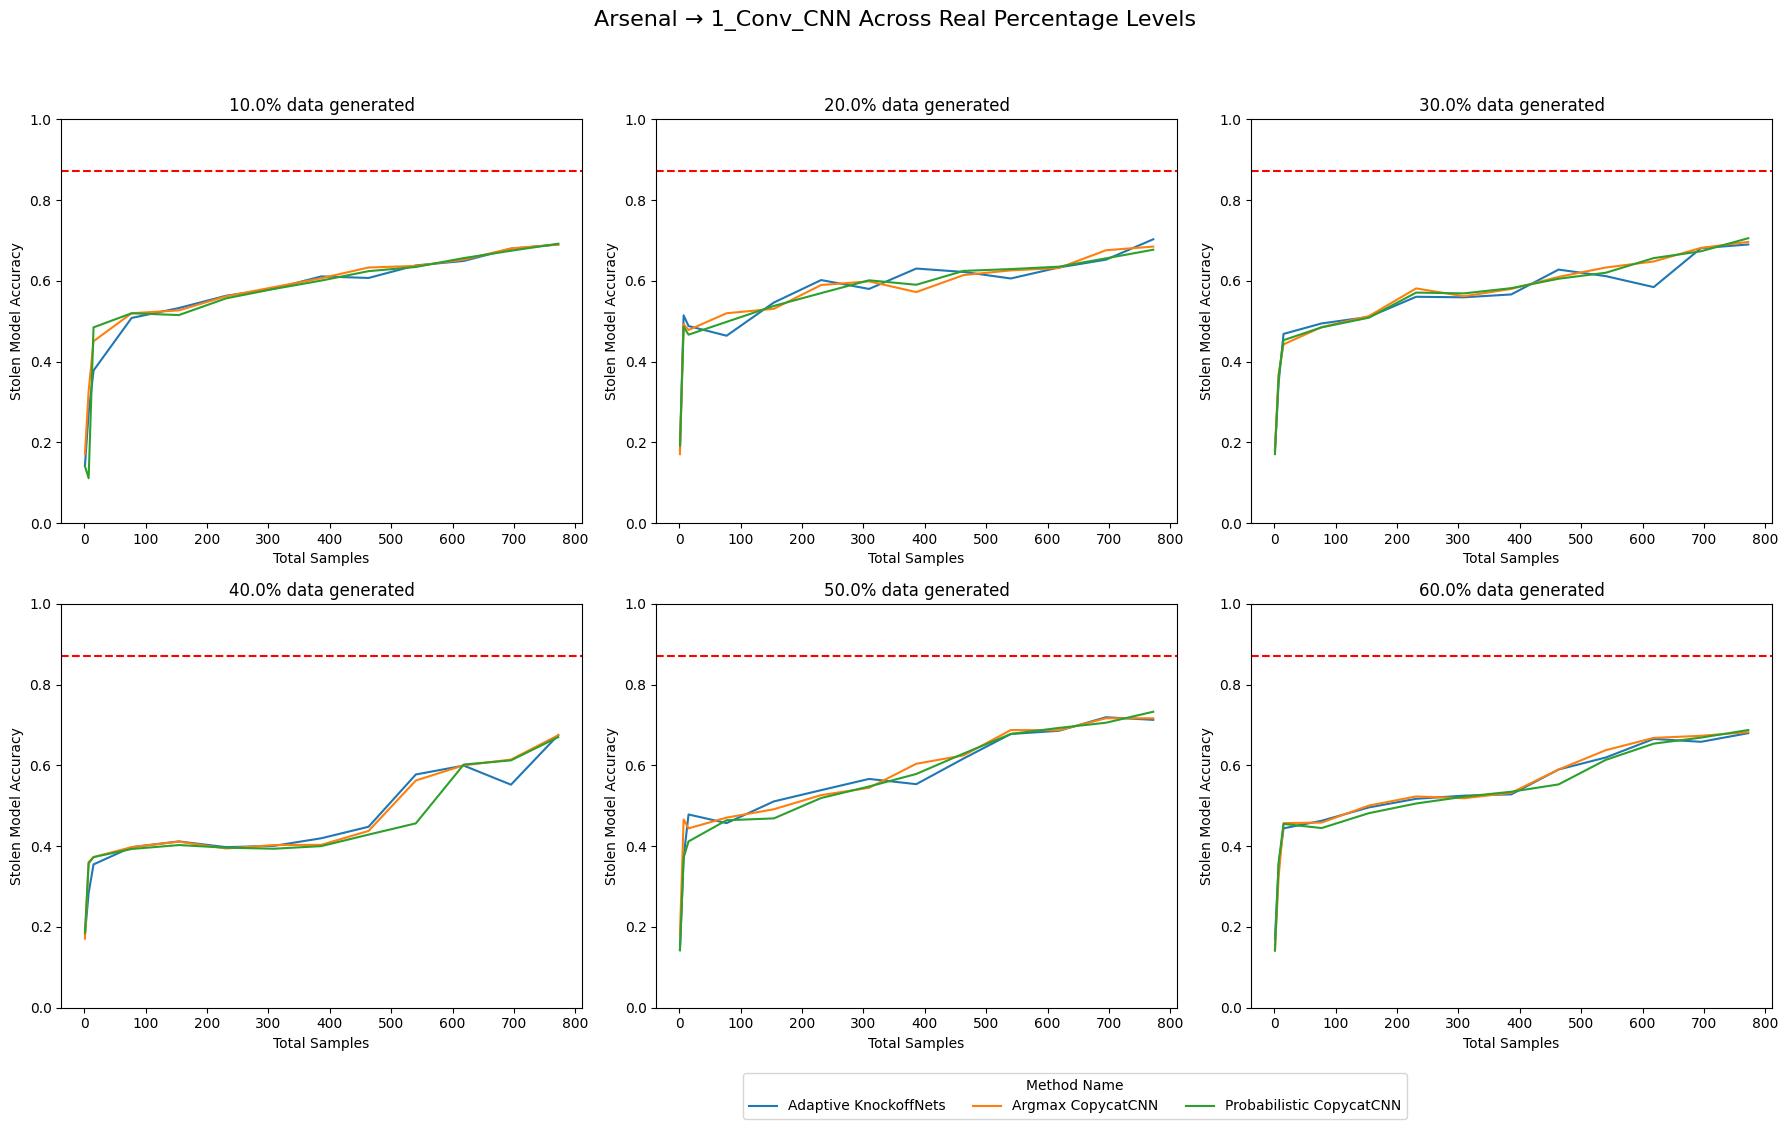 Arsenal → 1_Conv_CNN Across Real Percentage Levels
10.0% data generated
1.0
0.8
0.6
0.4
0.2
0.0
Stolen Model Accuracy
0 100 200 300 400 500 600 700 800
Total Samples
20.0% data generated
1.0
0.8
0.6
0.4
0.2
0.0
Stolen Model Accuracy
0 100 200 300 400 500 600 700 800
Total Samples
30.0% data generated
1.0
0.8
0.6
0.4
0.2
0.0
Stolen Model Accuracy
0 100 200 300 400 500 600 700 800
Total Samples
40.0% data generated
1.0
0.8
0.6
0.4
0.2
0.0
Stolen Model Accuracy
0 100 200 300 400 500 600 700 800
Total Samples
50.0% data generated
1.0
0.8
0.6
0.4
0.2
0.0
Stolen Model Accuracy
0 100 200 300 400 500 600 700 800
Total Samples
60.0% data generated
1.0
0.8
0.6
0.4
0.2
0.0
Stolen Model Accuracy
0 100 200 300 400 500 600 700 800
Total Samples
Method Name
Adaptive KnockoffNets Argmax CopycatCNN Probabilistic CopycatCNN